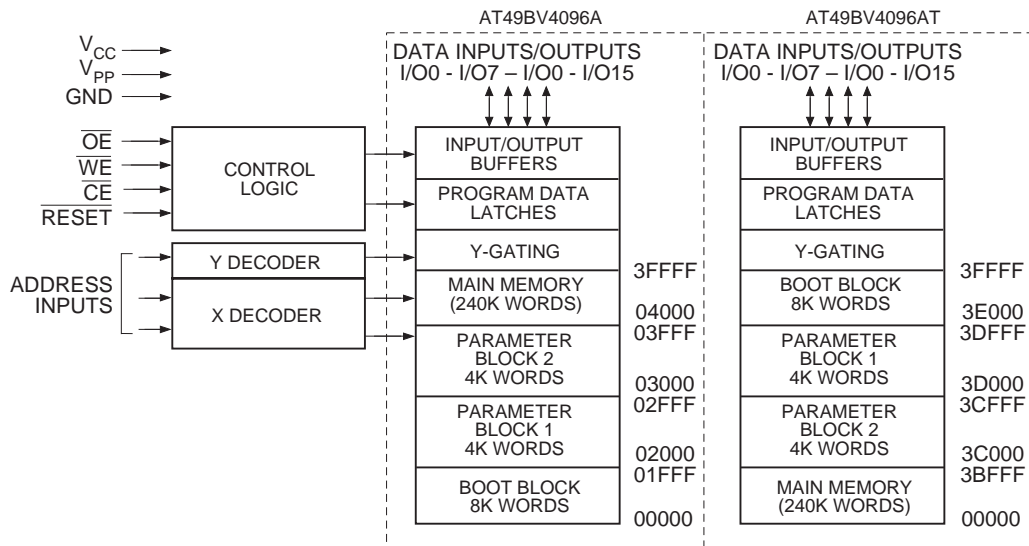 AT49BV4096A
AT49BV4096AT
VCC
VPP
GND
OE
WE
CE
RESET
ADDRESS
INPUTS
CONTROL
LOGIC
Y DECODER
X DECODER
DATA INPUTS/OUTPUTS
I/O0 - I/O7 – I/O0 - I/O15
INPUT/OUTPUT
BUFFERS
PROGRAM DATA
LATCHES
Y-GATING
MAIN MEMORY
(240K WORDS)
PARAMETER
BLOCK 2
4K WORDS
PARAMETER
BLOCK 1
4K WORDS
BOOT BLOCK
8K WORDS
3FFFF
04000
03FFF
03000
02FFF
02000
01FFF
00000
DATA INPUTS/OUTPUTS
I/O0 - I/O7 – I/O0 - I/O15
INPUT/OUTPUT
BUFFERS
PROGRAM DATA
LATCHES
Y-GATING
BOOT BLOCK
8K WORDS
PARAMETER
BLOCK 1
4K WORDS
PARAMETER
BLOCK 2
4K WORDS
MAIN MEMORY
(240K WORDS)
3FFFF
3E000
3DFFF
3D000
3CFFF
3C000
3BFFF
00000